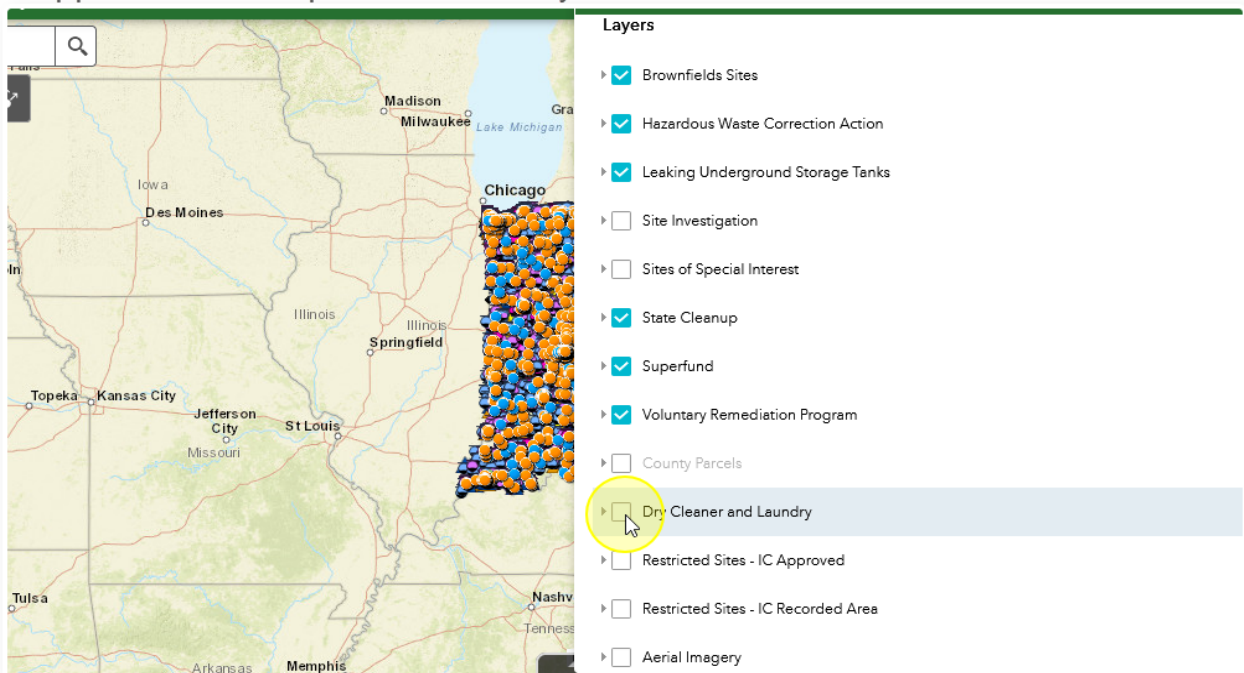 Layers
Brownfields Sites
Hazardous Waste Correction Action
Leaking Underground Storage Tanks
Site Investigation
Sites of Special Interest
State Cleanup
Superfund
Voluntary Remediation Program
County Parcels
Dry Cleaner and Laundry
Restricted Sites - IC Approved
Restricted Sites - IC Recorded Area
Aerial Imagery
Madison
Gra
Milwaukee
Lake Michigan
Iowa
Chicago
Des Moines
Illinois
Illinois
Springfield
Topeka
Kansas City
Jefferson
City
St Louis
Missouri
Tulsa
Nashv
Tenness
Arkansas
Memphis